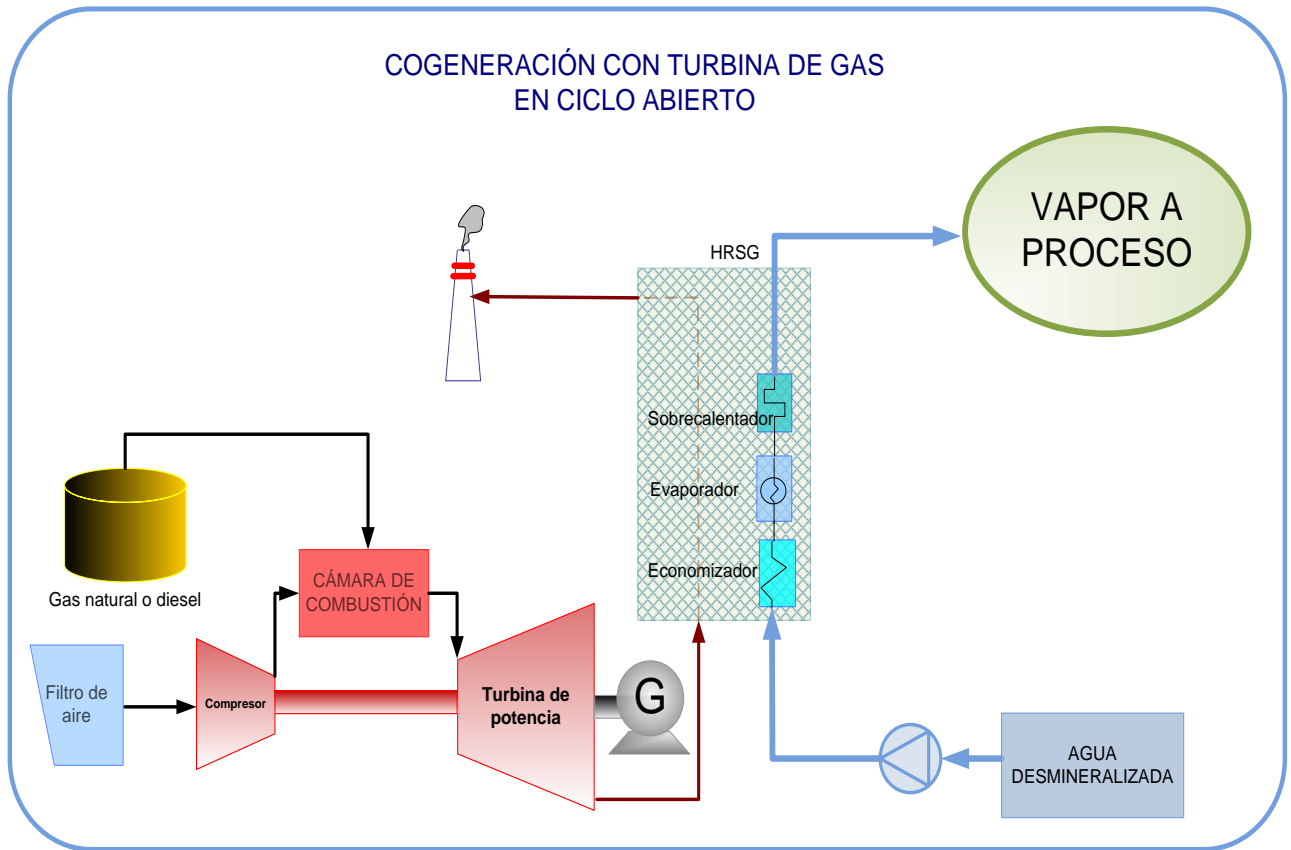 COGENERACIÓN CON TURBINA DE GAS
EN CICLO ABIERTO
VAPOR A
PROCESO
HRSG
Sobrecalentador
Evaporador
Economizador
CÁMARA DE
COMBUSTIÓN
Gas natural o diesel
Filtro de
aire
Compresor
Turbina de
potencia
G
AGUA
DESMINERALIZADA